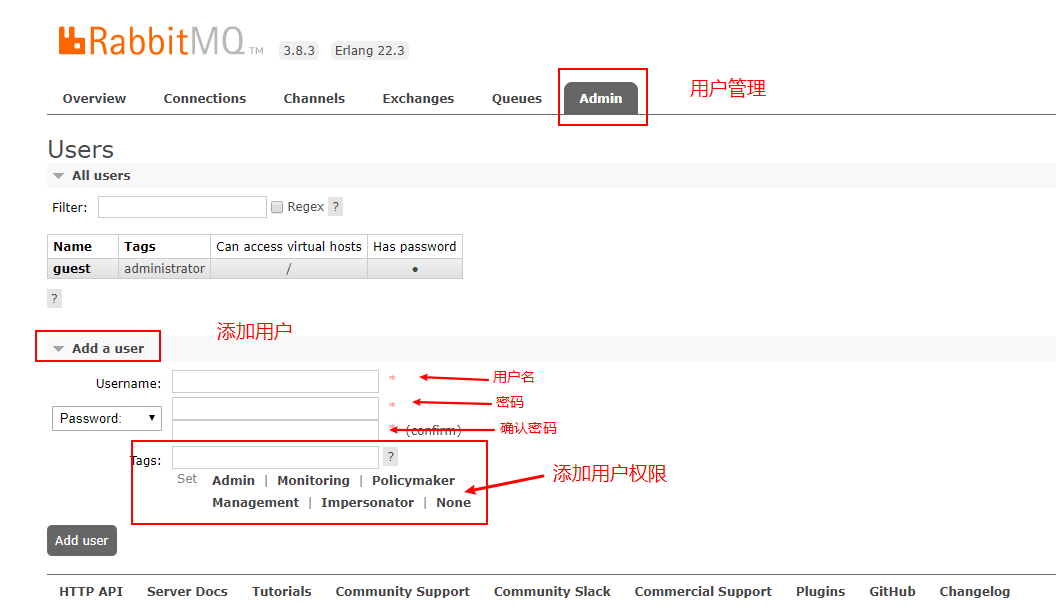 RabbitMQ TM 3.8.3 Erlang 22.3
Overview Connections Channels Exchanges Queues Admin 用户管理
Users
All users
Filter: Regex ?
Name Tags Can access virtual hosts Has password
guest administrator / ●
?
添加用户
Add a user
Username: * 用户名
Password: * 密码
* (confirm) 确认密码
Tags: ?
Set Admin | Monitoring | Policymaker
Management | Impersonator | None
添加用户权限
Add user
HTTP API Server Docs Tutorials Community Support Community Slack Commercial Support Plugins GitHub Changelog